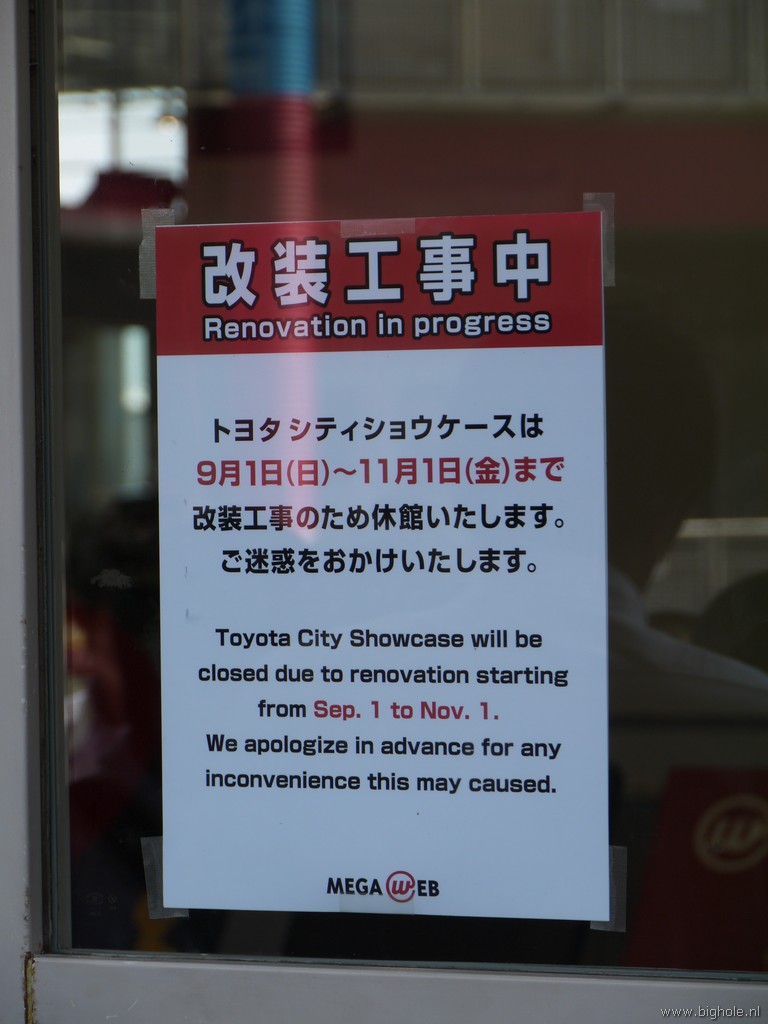 改装工事中
Renovation in progress
トヨタ シティショウケースは
9月1日(日)～11月1日(金)まで
改装工事のため休館いたします。
ご迷惑をおかけいたします。
Toyota City Showcase will be
closed due to renovation starting
from Sep. 1 to Nov. 1.
We apologize in advance for any
inconvenience this may caused.
MEGA WEB
www.bighole.nl